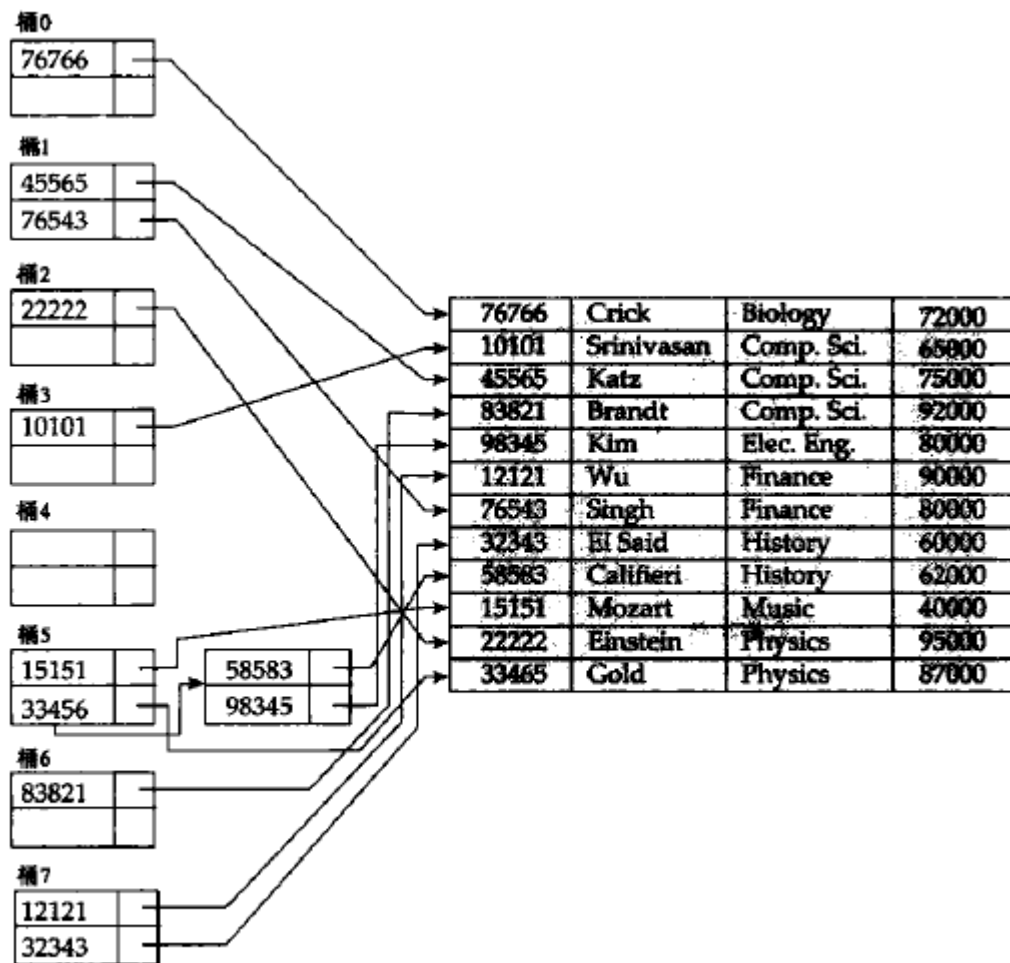 桶0
76766
桶1
45565
76543
桶2
22222
桶3
10101
桶4
桶5
15151
33456
58583
98345
桶6
83821
桶7
12121
32343
76766 Crick Biology 72000
10101 Srinivasan Comp. Sci. 65000
45565 Katz Comp. Sci. 75000
83821 Brandt Comp. Sci. 92000
98345 Kim Elec. Eng. 80000
12121 Wu Finance 90000
76543 Singh Finance 80000
32343 El Said History 60000
58583 Califieri History 62000
15151 Mozart Music 40000
22222 Einstein Physics 95000
33465 Gold Physics 87000